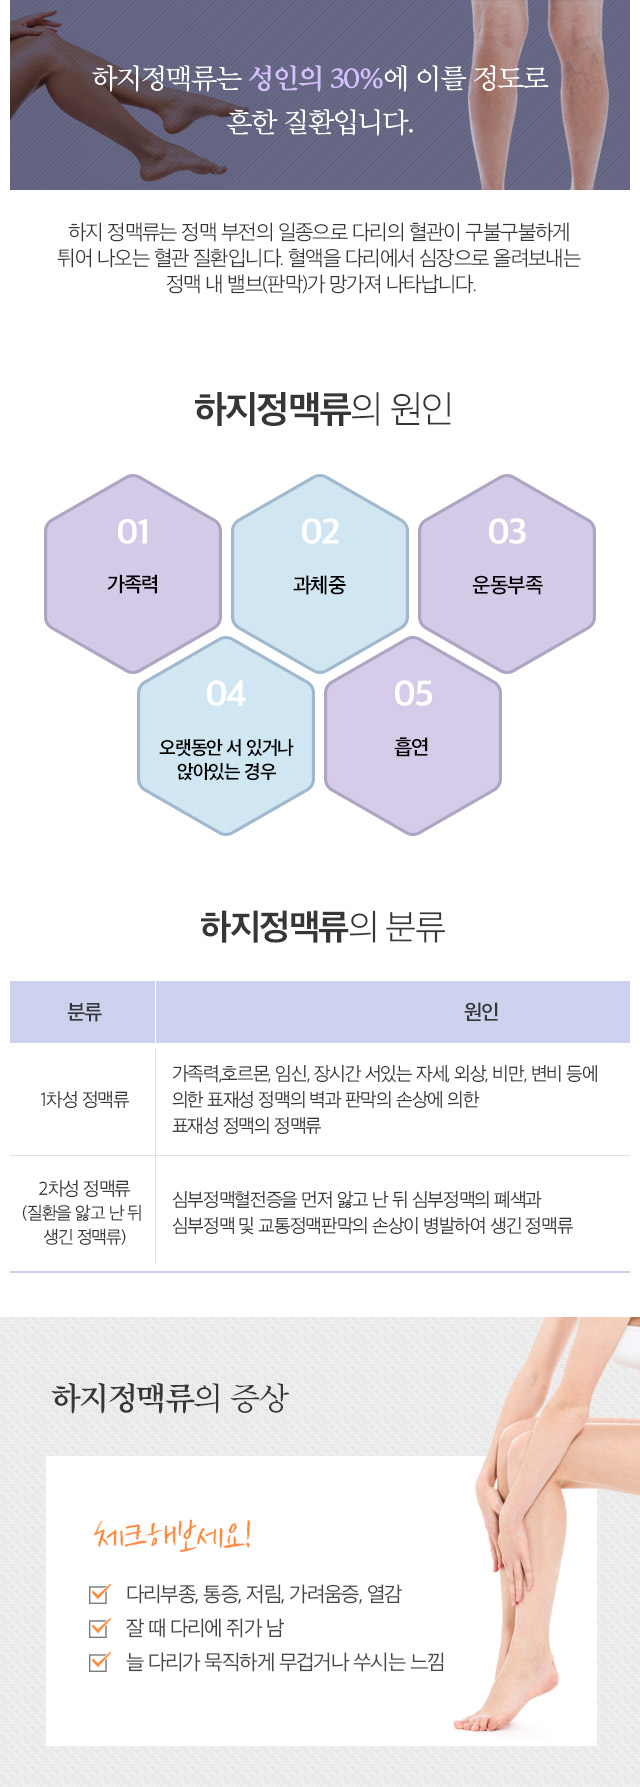 하지정맥류는 성인의 30%에 이를 정도로
흔한 질환입니다.
하지 정맥류는 정맥 부전의 일종으로 다리의 혈관이 구불구불하게
튀어 나오는 혈관 질환입니다. 혈액을 다리에서 심장으로 올려보내는
정맥 내 밸브(판막)가 망가져 나타납니다.
하지정맥류의 원인
01
가족력
02
과체중
03
운동부족
04
오랫동안 서 있거나
앉아있는 경우
05
흡연
하지정맥류의 분류
분류
원인
1차성 정맥류
가족력,호르몬, 임신, 장시간 서있는 자세, 외상, 비만, 변비 등에
의한 표재성 정맥의 벽과 판막의 손상에 의한
표재성 정맥의 정맥류
2차성 정맥류
(질환을 앓고 난 뒤
생긴 정맥류)
심부정맥혈전증을 먼저 앓고 난 뒤 심부정맥의 폐색과
심부정맥 및 교통정맥판막의 손상이 병발하여 생긴 정맥류
하지정맥류의 증상
체크해보세요!
다리부종, 통증, 저림, 가려움증, 열감
잘 때 다리에 쥐가 남
늘 다리가 묵직하게 무겁거나 쑤시는 느낌